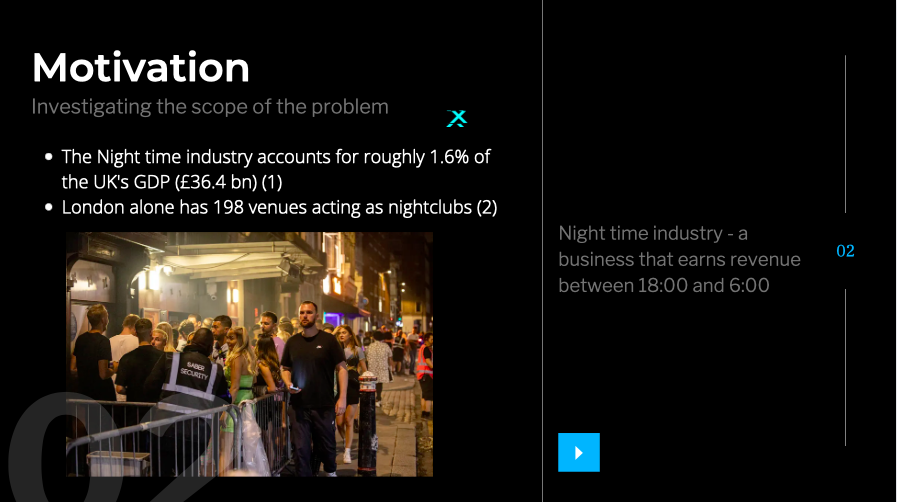 Motivation
Investigating the scope of the problem
X
The Night time industry accounts for roughly 1.6% of
the UK's GDP (£36.4 bn) (1)
London alone has 198 venues acting as nightclubs (2)
SABER
SECURITY
02
Night time industry - a
business that earns revenue
between 18:00 and 6:00
02